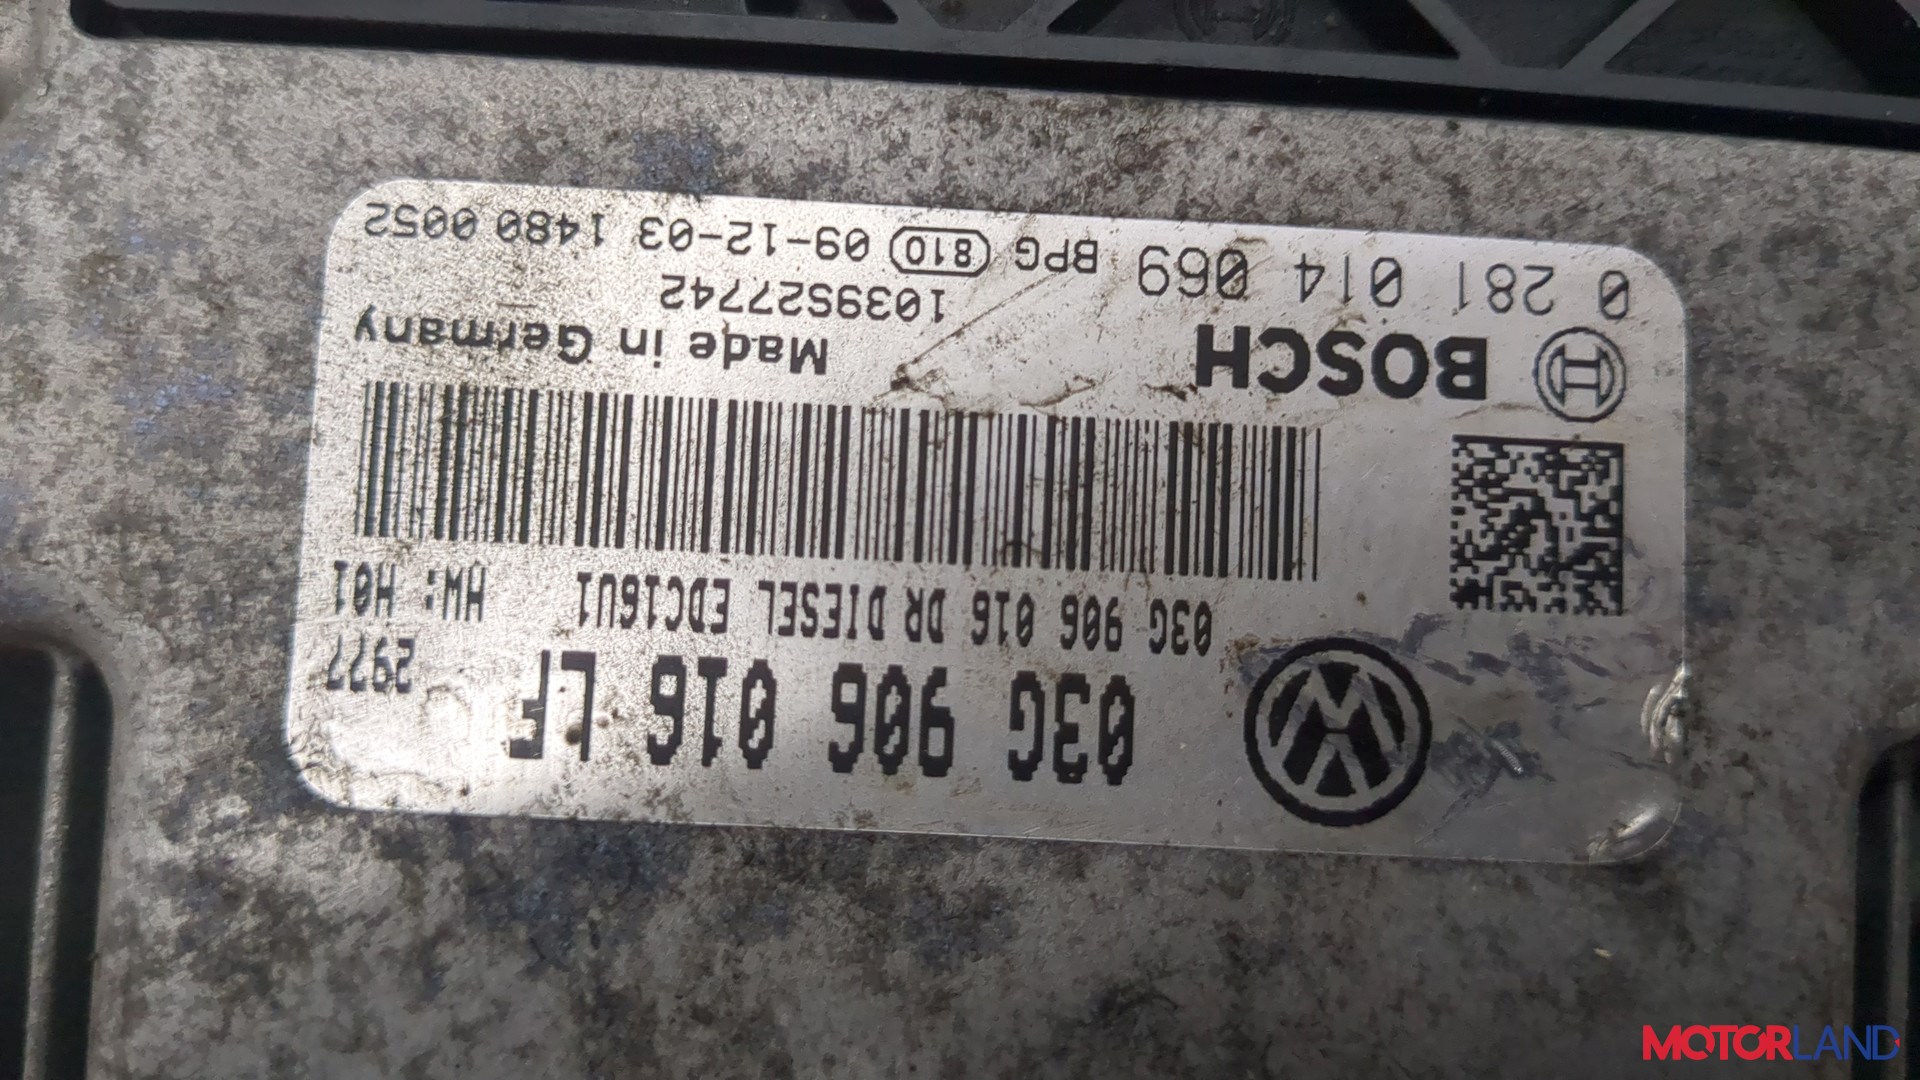 03G 906 016 LF 2977
03G 906 016 DR DIESEL EDC16U1 HW: H01
BOSCH Made in Germany
1039S27742
0 281 014 069 BPG 810 09-12-03 1480 0052
MOTORLAND